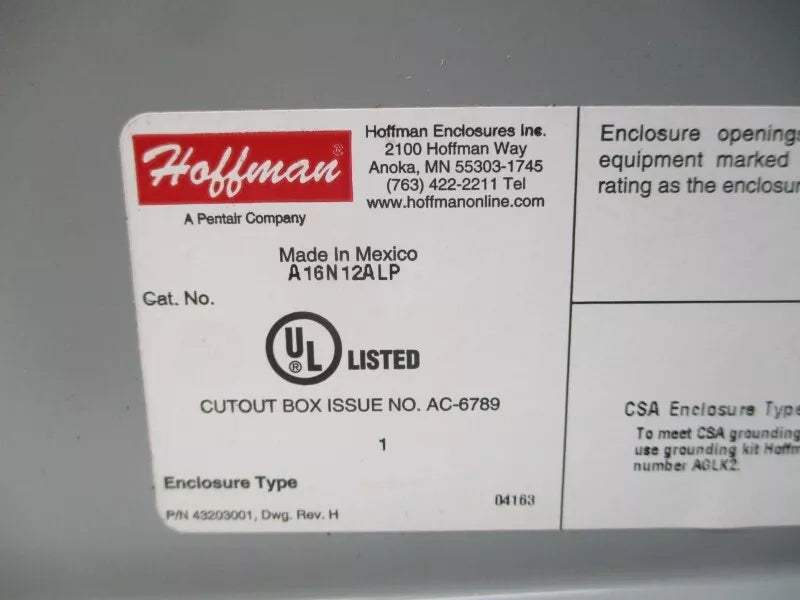 Hoffman®
A Pentair Company
Hoffman Enclosures Inc.
2100 Hoffman Way
Anoka, MN 55303-1745
(763) 422-2211 Tel
www.hoffmanonline.com
Made In Mexico
A16N12ALP
Cat. No.
UL
®
LISTED
CUTOUT BOX ISSUE NO. AC-6789
1
Enclosure Type
04163
P/N 43203001, Dwg. Rev. H
Enclosure openings
equipment marked
rating as the enclosur
CSA Enclosure Type
To meet CSA grounding
use grounding kit Hoffm
number AGLK2.